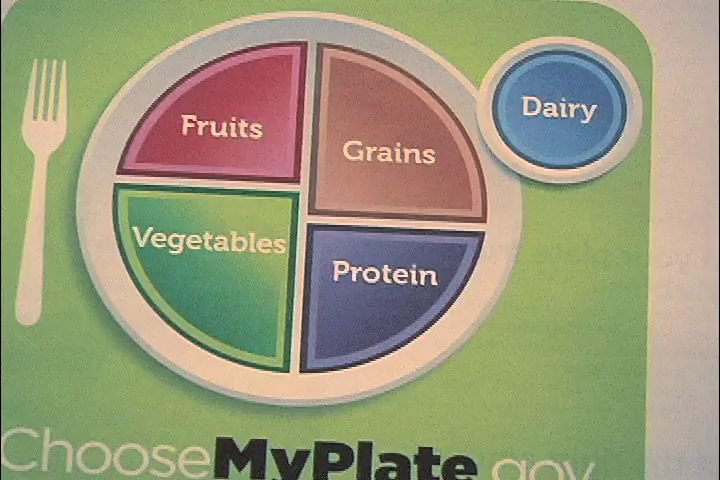 Fruits
Grains
Dairy
Vegetables
Protein
ChooseMyPlate.gov